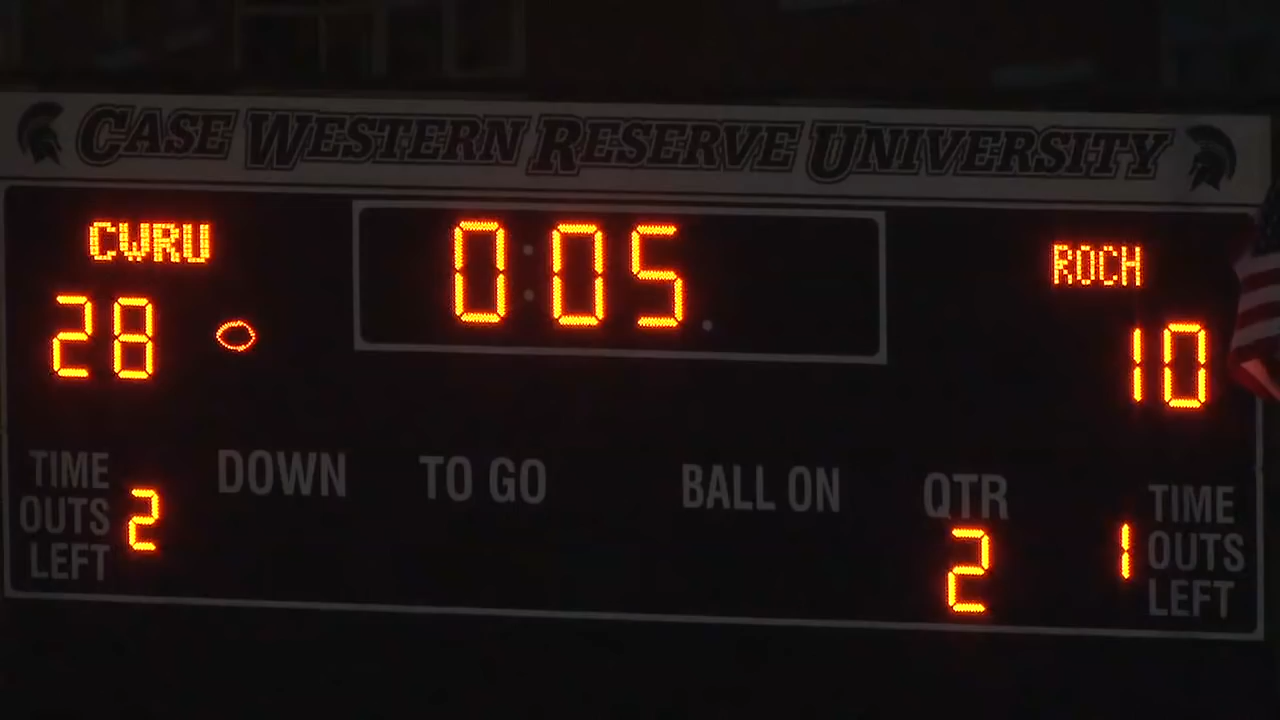 CASE WESTERN RESERVE UNIVERSITY
CWRU 0:05 ROCH
28 10
TIME OUTS LEFT 2
DOWN TO GO BALL ON QTR 2
1 TIME OUTS LEFT